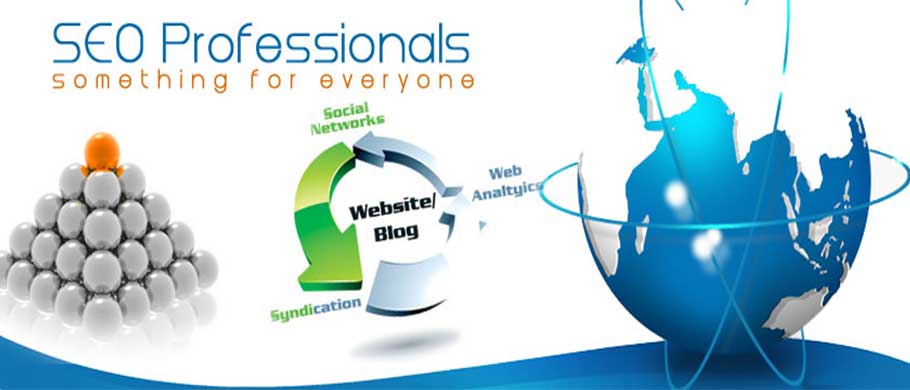 SEO Professionals
something for everyone
Social
Networks
Web
Analtyics
Website/
Blog
Syndication